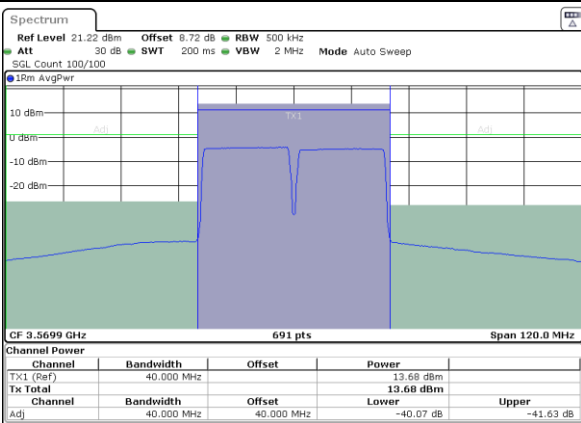 Spectrum
Ref Level 21.22 dBm Offset 8.72 dB RBW 500 kHz
Att 30 dB SWT 200 ms VBW 2 MHz Mode Auto Sweep
SGL Count 100/100
1Rm AvgPwr
10 dBm
TX1
Adj Adj
0 dBm
-10 dBm
-20 dBm
CF 3.5699 GHz 691 pts Span 120.0 MHz
Channel Power
Channel Bandwidth Offset Power
TX1 (Ref) 40.000 MHz 13.68 dBm
Tx Total 13.68 dBm
Channel Bandwidth Offset Lower Upper
Adj 40.000 MHz 40.000 MHz -40.07 dB -41.63 dB